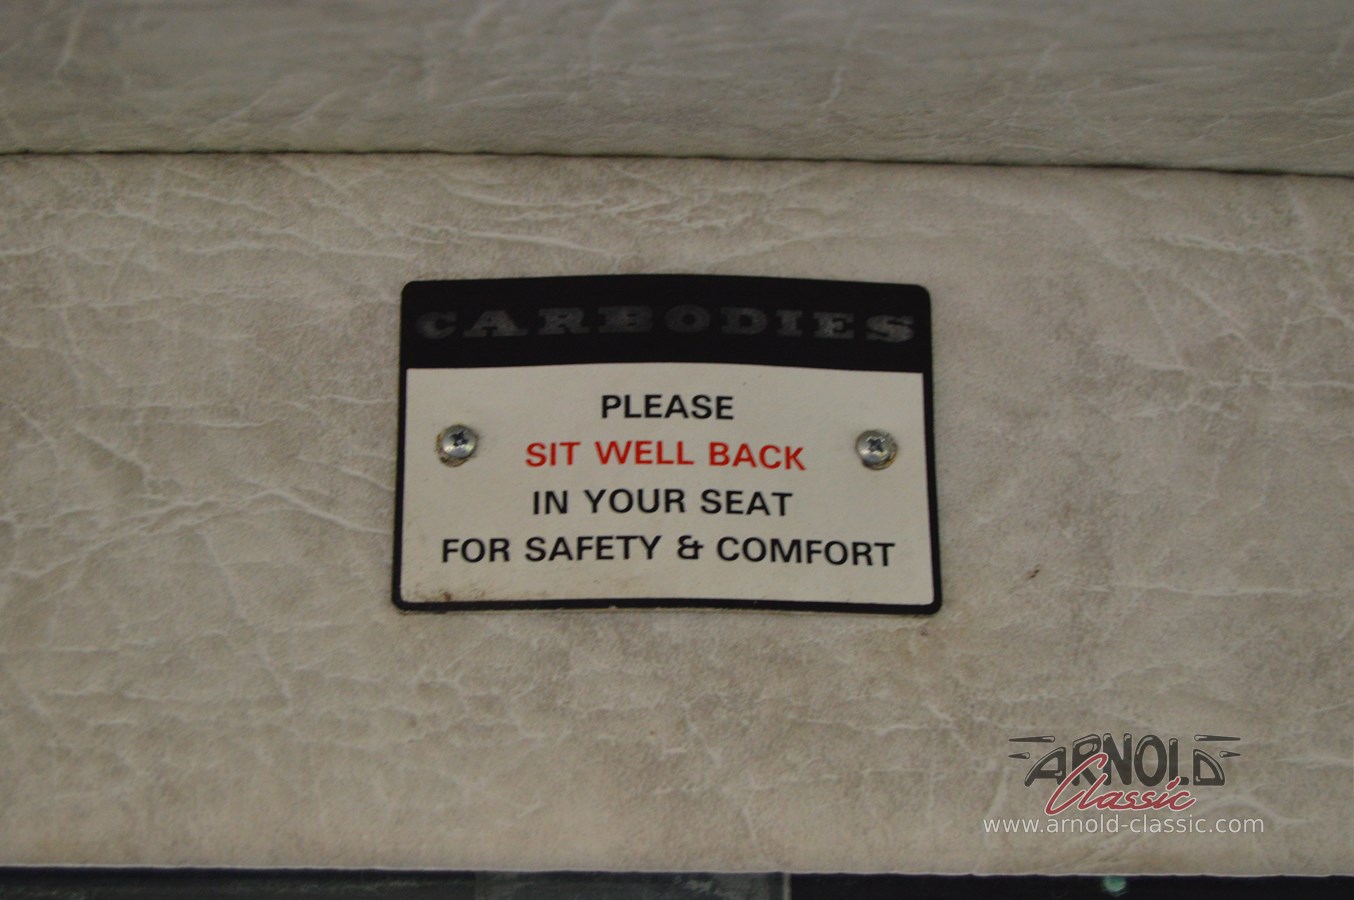 CARBODIES
PLEASE
SIT WELL BACK
IN YOUR SEAT
FOR SAFETY & COMFORT
ARNOLD
Classic
www.arnold-classic.com